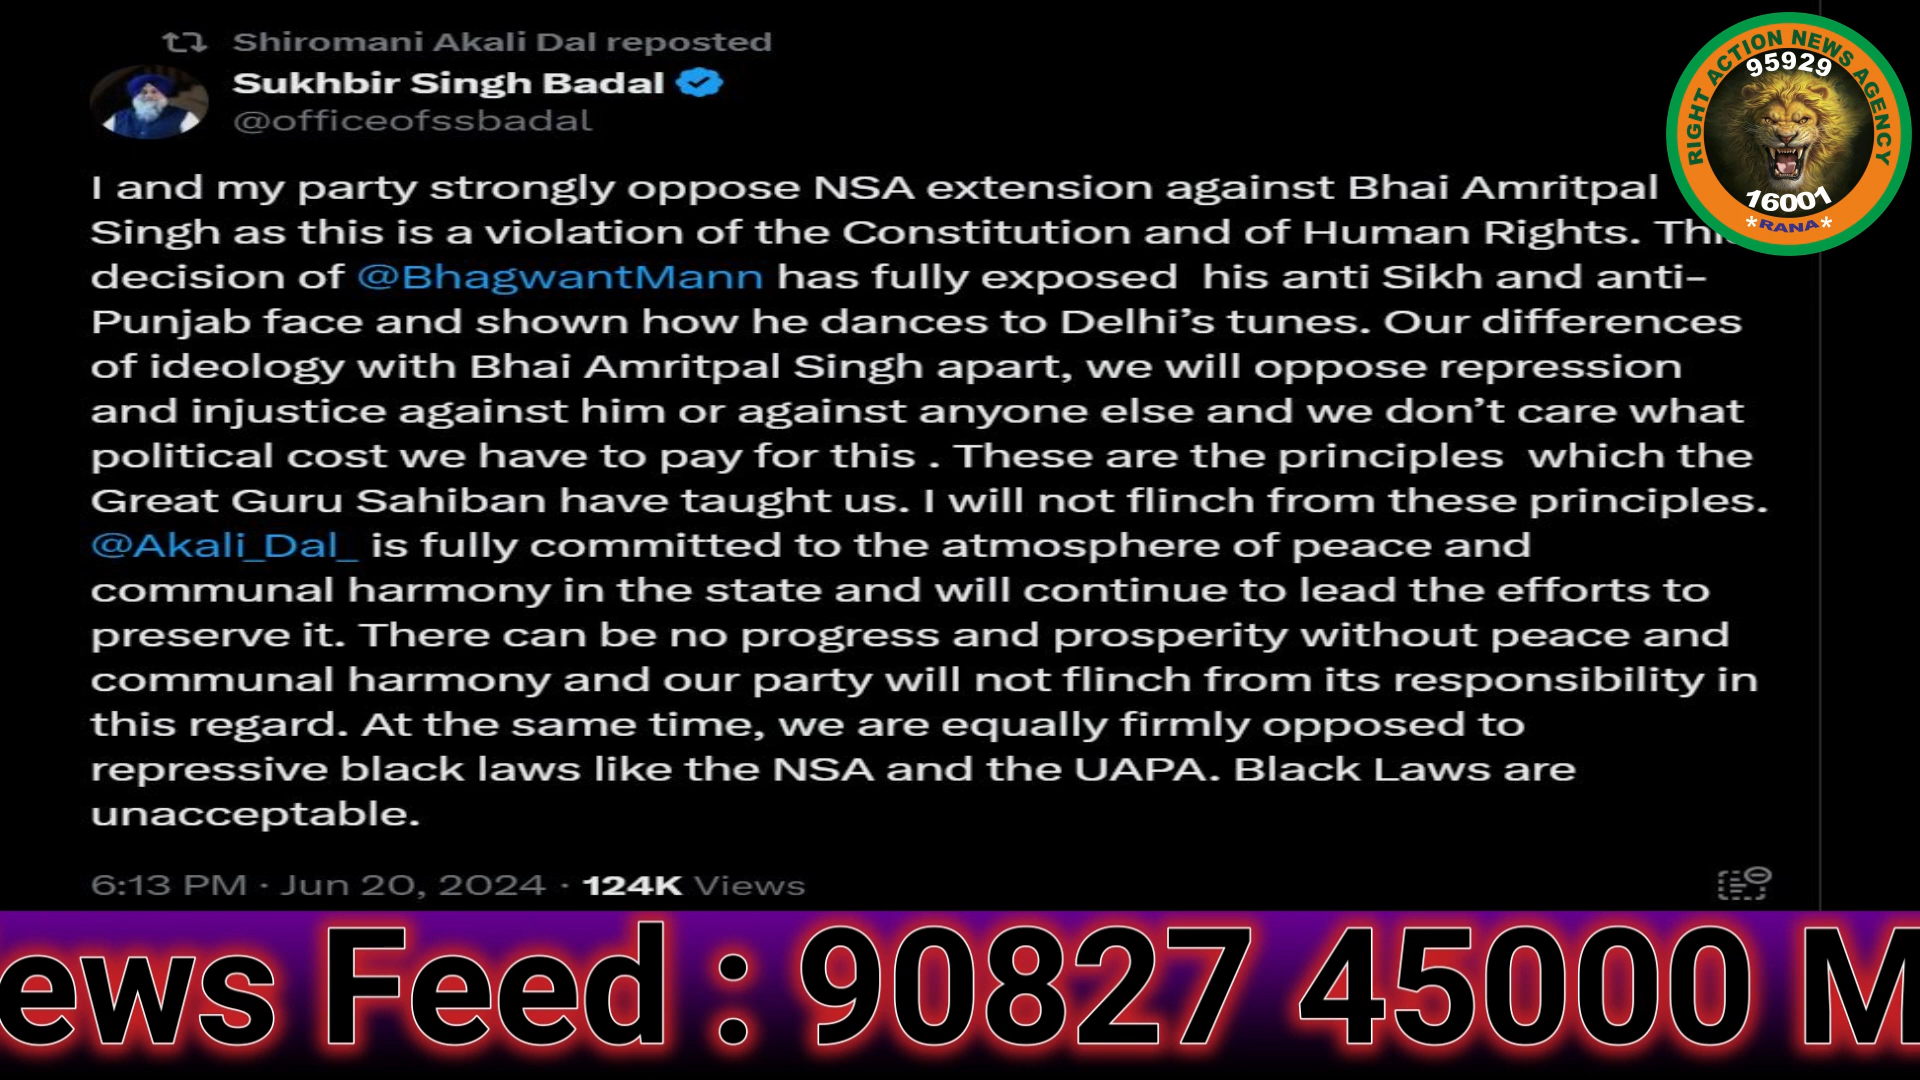 Shiromani Akali Dal reposted
Sukhbir Singh Badal
@officeofssbadal
I and my party strongly oppose NSA extension against Bhai Amritpal
Singh as this is a violation of the Constitution and of Human Rights. This
decision of @BhagwantMann has fully exposed  his anti Sikh and anti-
Punjab face and shown how he dances to Delhi’s tunes. Our differences
of ideology with Bhai Amritpal Singh apart, we will oppose repression
and injustice against him or against anyone else and we don’t care what
political cost we have to pay for this . These are the principles  which the
Great Guru Sahiban have taught us. I will not flinch from these principles.
@Akali_Dal_ is fully committed to the atmosphere of peace and
communal harmony in the state and will continue to lead the efforts to
preserve it. There can be no progress and prosperity without peace and
communal harmony and our party will not flinch from its responsibility in
this regard. At the same time, we are equally firmly opposed to
repressive black laws like the NSA and the UAPA. Black Laws are
unacceptable.
6:13 PM · Jun 20, 2024 · 124K Views
RIGHT ACTION NEWS AGENCY
95929
16001
*RANA*
ews Feed : 90827 45000 M